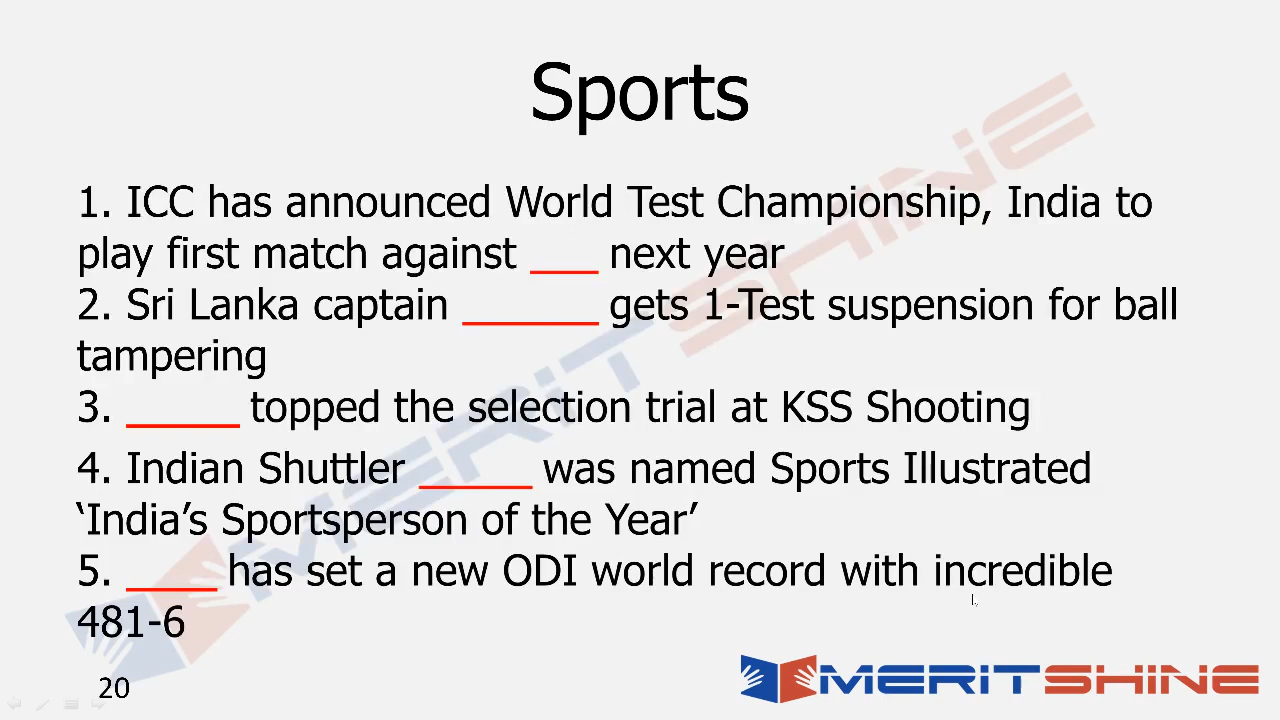 Sports
1. ICC has announced World Test Championship, India to
play first match against ___ next year
2. Sri Lanka captain ______ gets 1-Test suspension for ball
tampering
3. _____ topped the selection trial at KSS Shooting
4. Indian Shuttler _____ was named Sports Illustrated
‘India’s Sportsperson of the Year’
5. ____ has set a new ODI world record with incredible
481-6
20
MERiTSHiNE
MERiTSHiNE